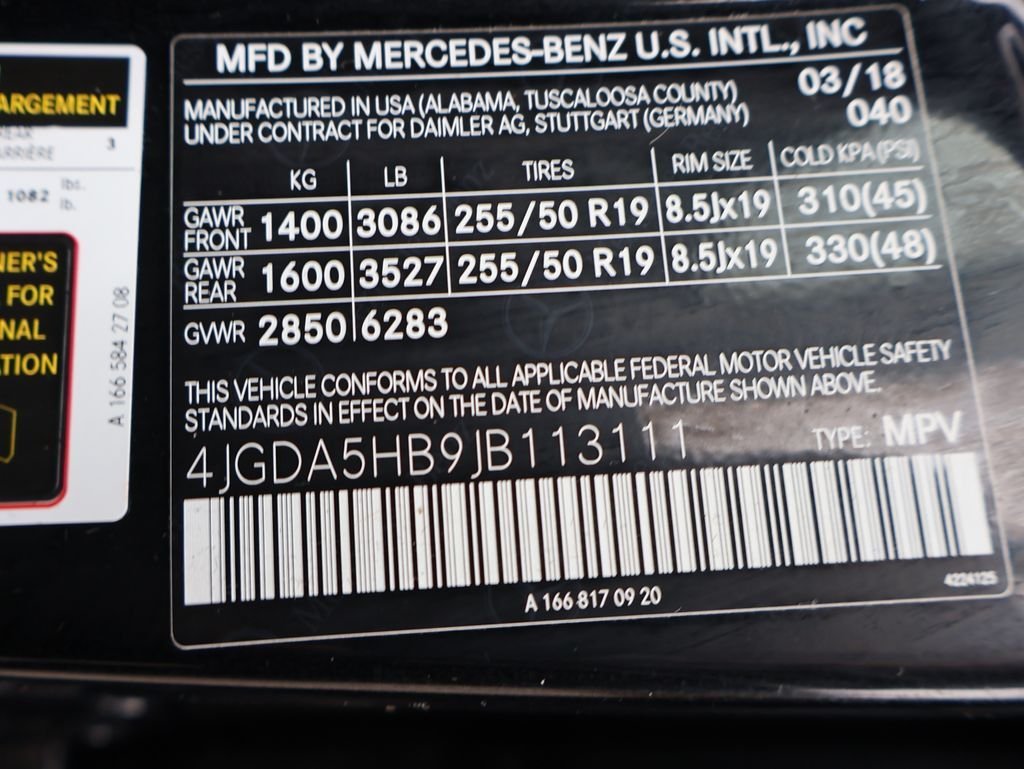 ARGEMENT
3
ARRIÈRE
1082 lbs.
lb.
NER'S
FOR
NAL
TION
A 166 584 27 08
MFD BY MERCEDES-BENZ U.S. INTL., INC
MANUFACTURED IN USA (ALABAMA, TUSCALOOSA COUNTY) 03/18
UNDER CONTRACT FOR DAIMLER AG, STUTTGART (GERMANY) 040
KG LB TIRES RIM SIZE COLD KPA (PSI)
GAWR FRONT 1400 3086 255/50 R19 8.5Jx19 310(45)
GAWR REAR 1600 3527 255/50 R19 8.5Jx19 330(48)
GVWR 2850 6283
THIS VEHICLE CONFORMS TO ALL APPLICABLE FEDERAL MOTOR VEHICLE SAFETY
STANDARDS IN EFFECT ON THE DATE OF MANUFACTURE SHOWN ABOVE.
4JGDA5HB9JB113111 TYPE: MPV
A 166 817 09 20
4224125